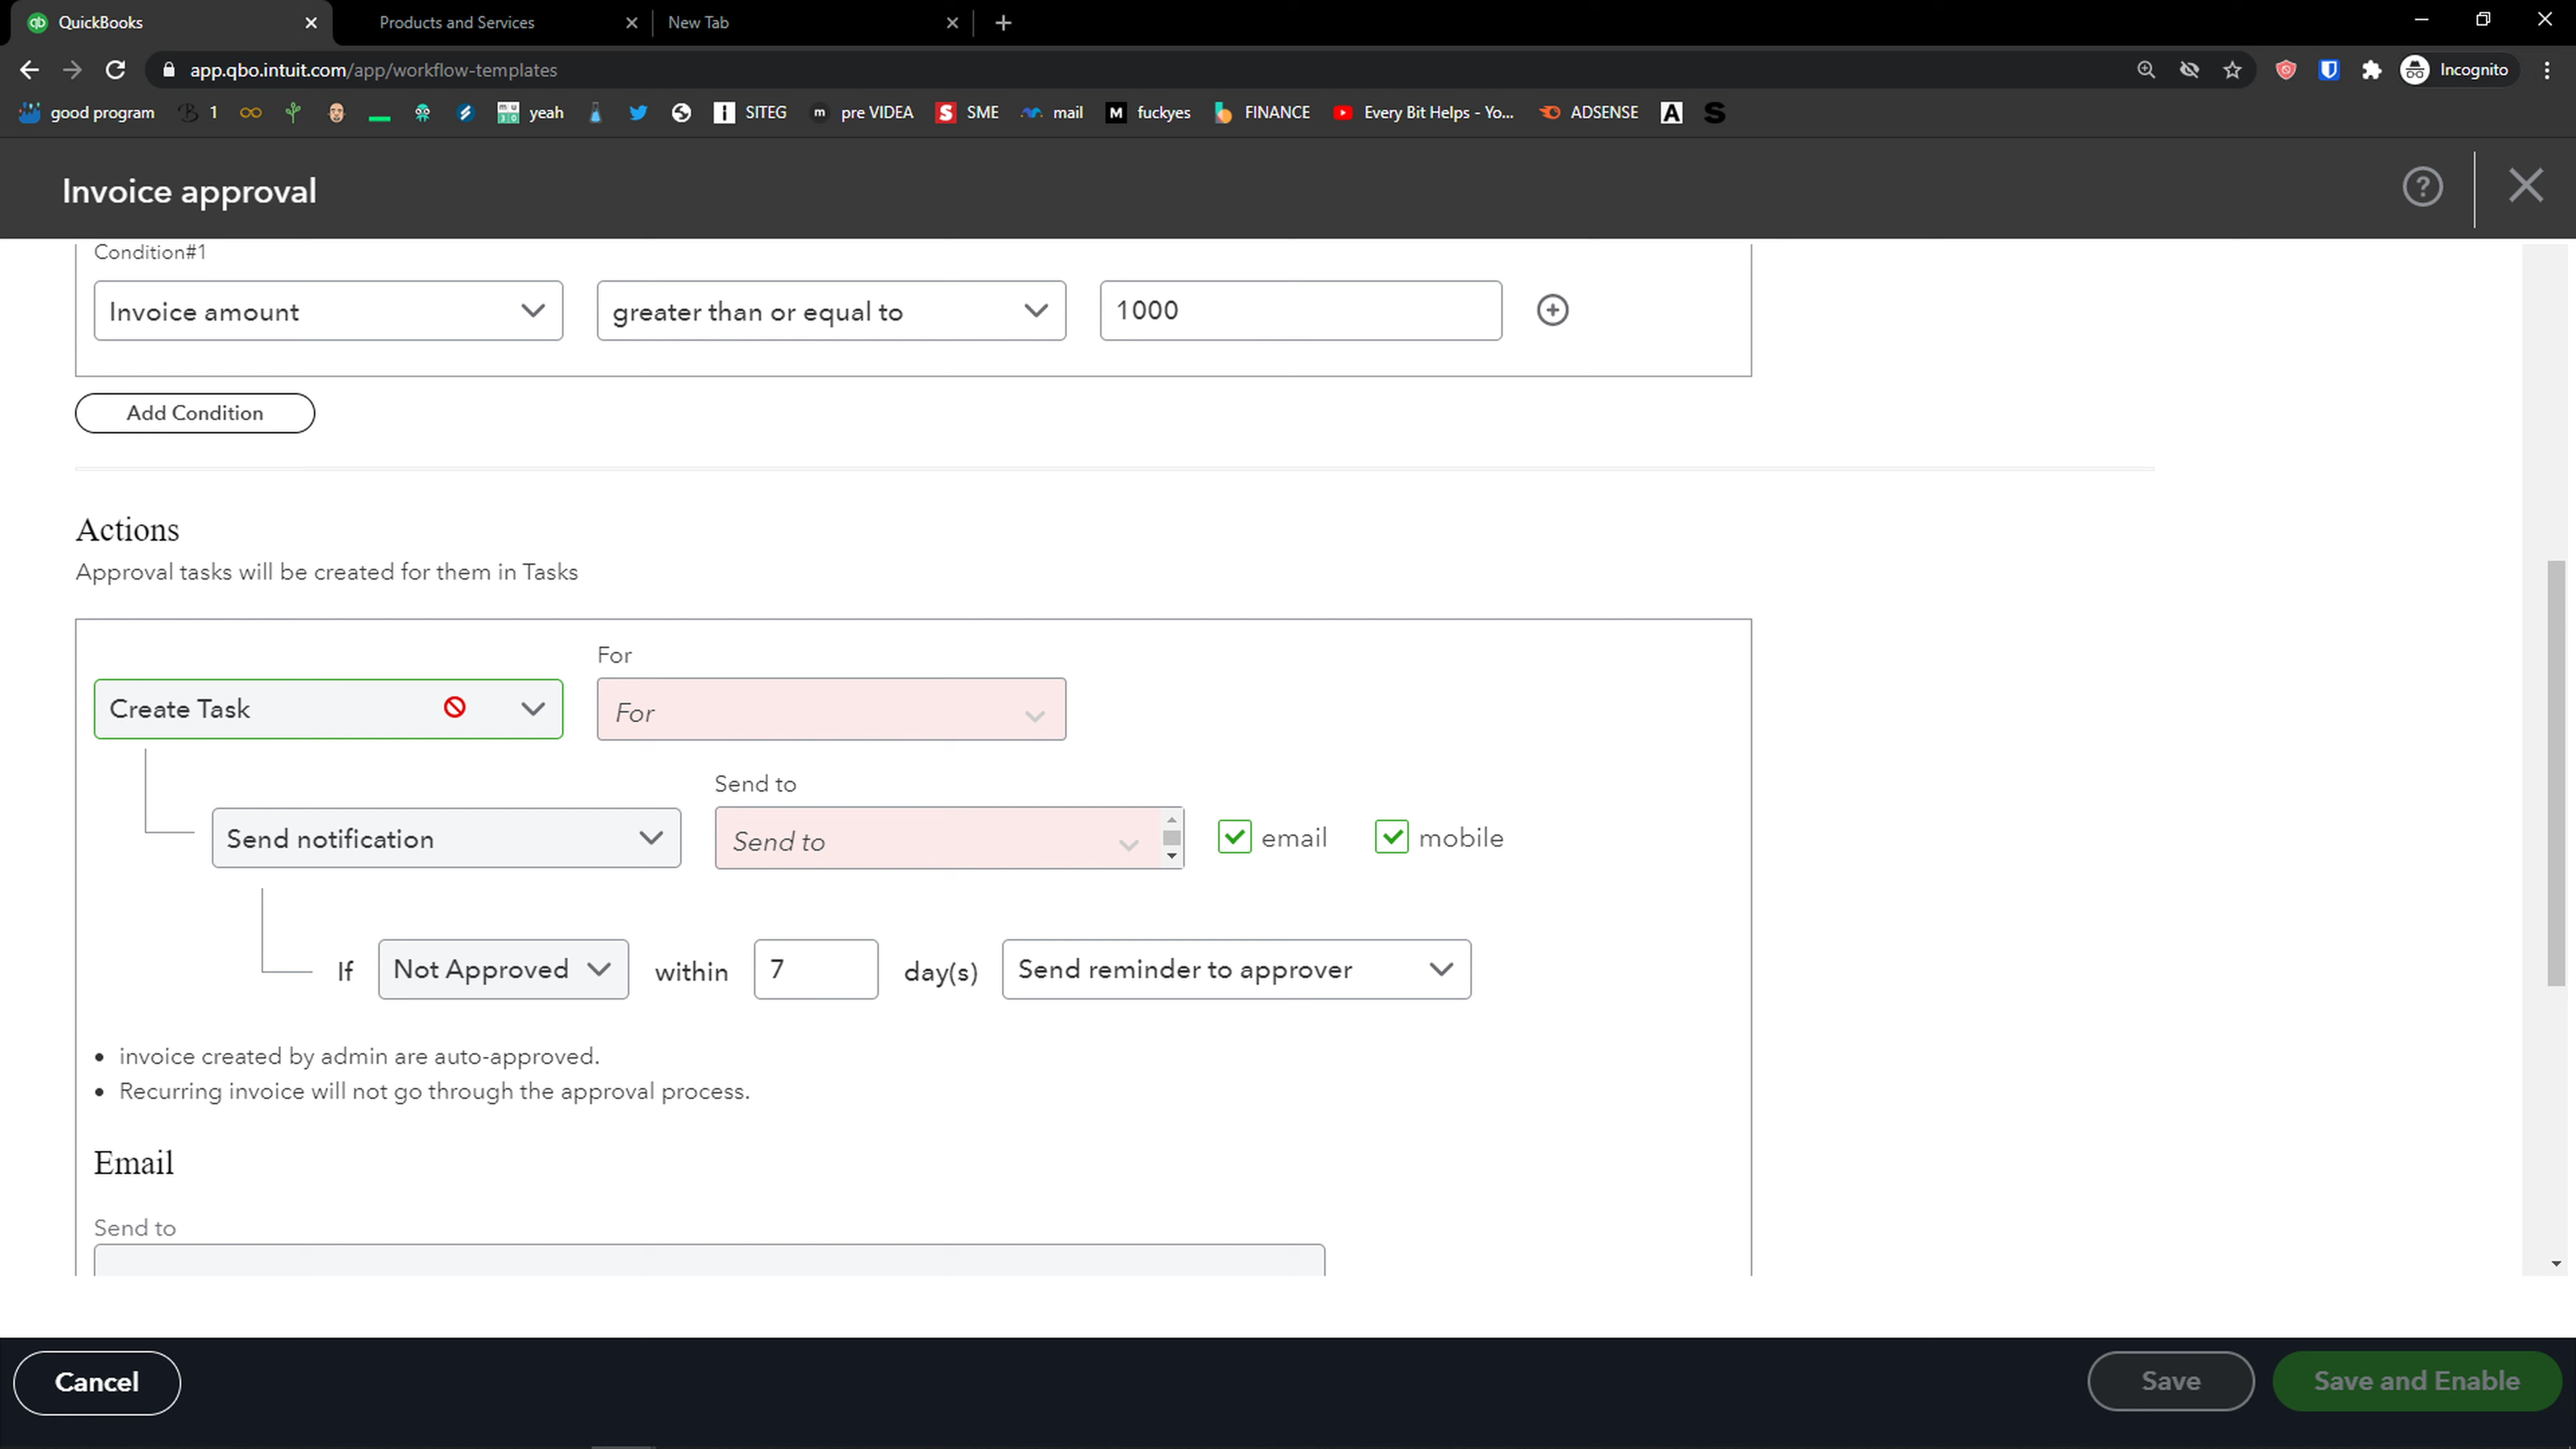 QuickBooks
Products and Services
New Tab
app.qbo.intuit.com/app/workflow-templates
Incognito
good program
1
yeah
SITEG
pre VIDEA
SME
mail
fuckyes
FINANCE
Every Bit Helps - Yo...
ADSENSE
Invoice approval
Condition#1
Invoice amount
greater than or equal to
1000
Add Condition
Actions
Approval tasks will be created for them in Tasks
For
Create Task
For
Send to
Send notification
Send to
email
mobile
If
Not Approved
within
7
day(s)
Send reminder to approver
• invoice created by admin are auto-approved.
• Recurring invoice will not go through the approval process.
Email
Send to
Cancel
Save
Save and Enable